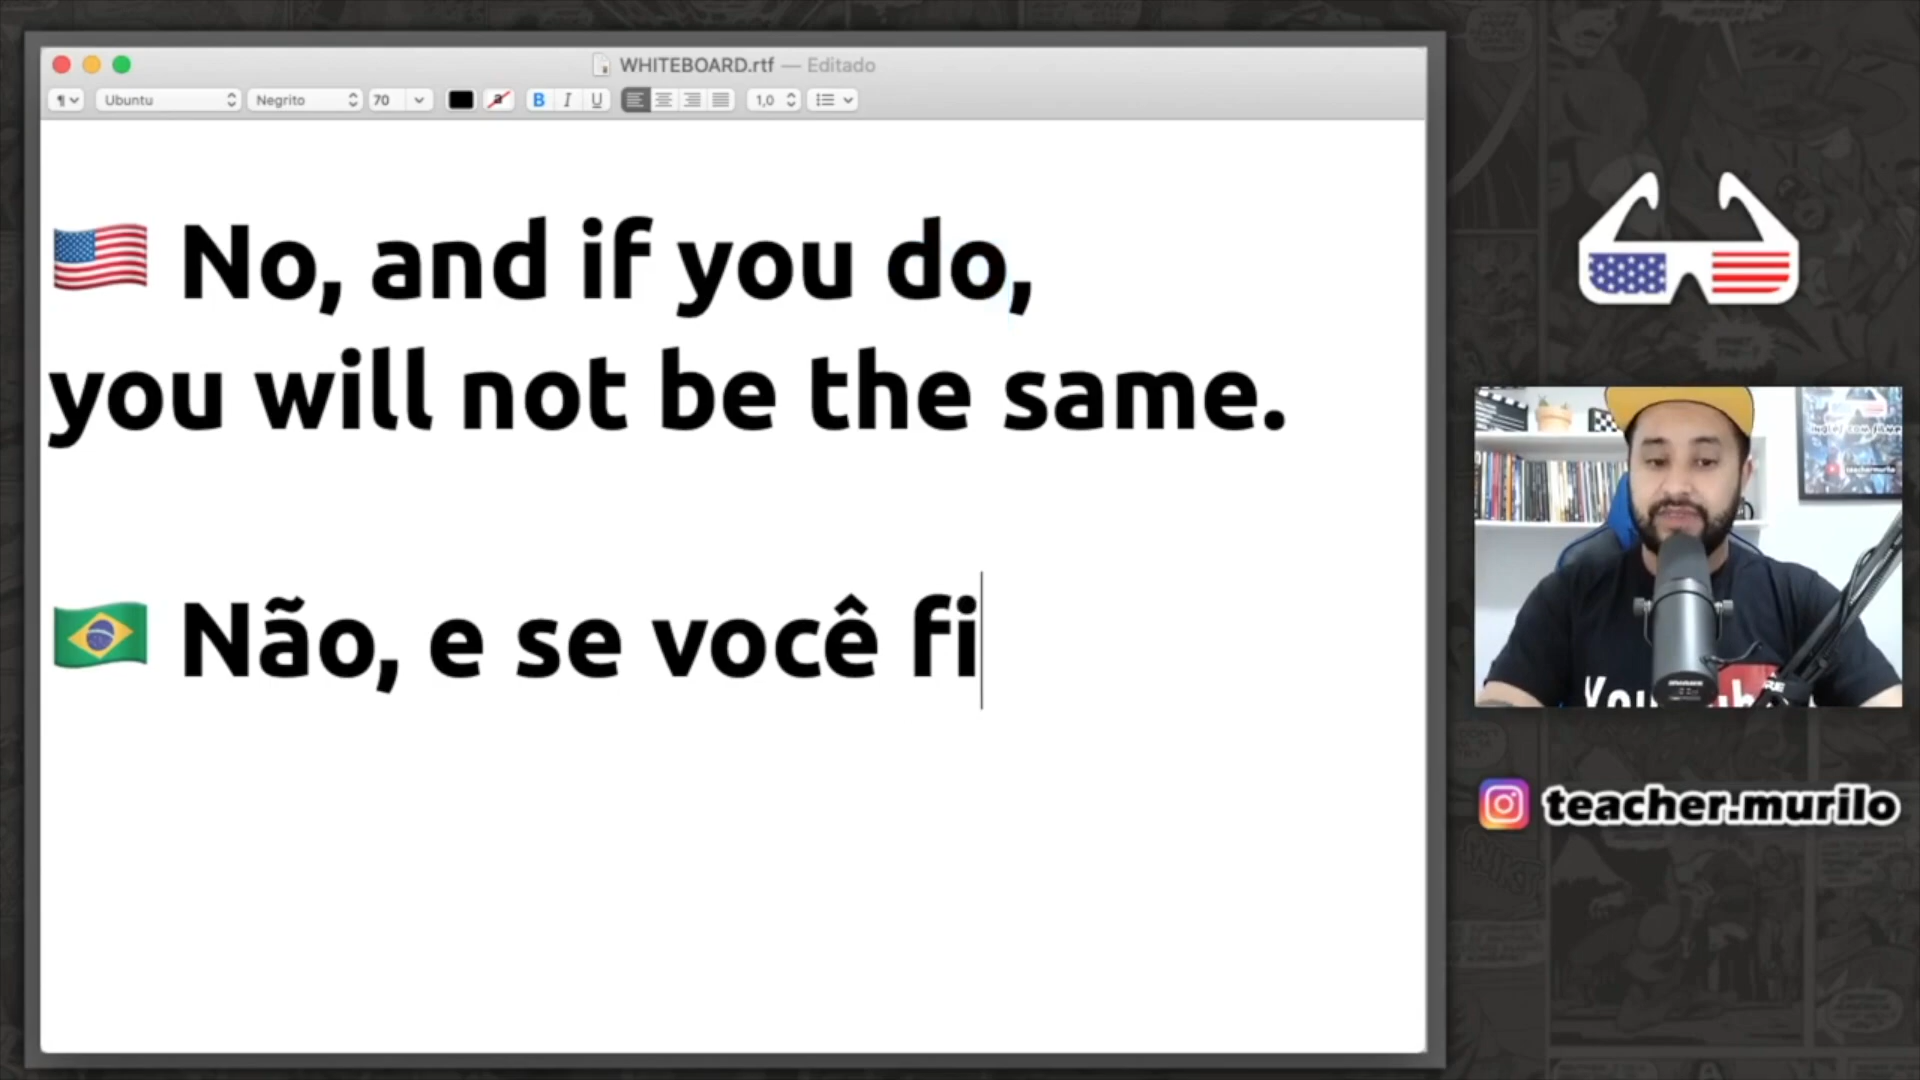 WHITEBOARD.rtf — Editado
Ubuntu Negrito 70 B I U 1,0
🇺🇸 No, and if you do,
you will not be the same.
🇧🇷 Não, e se você fi
teacher.murilo